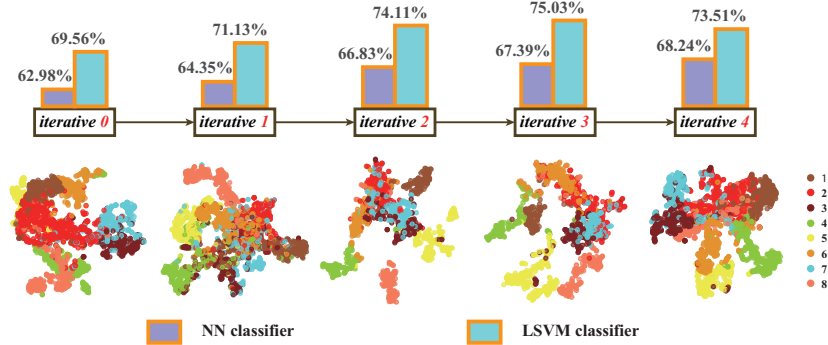 62.98%
69.56%
64.35%
71.13%
66.83%
74.11%
67.39%
75.03%
68.24%
73.51%
iterative 0
iterative 1
iterative 2
iterative 3
iterative 4
1
2
3
4
5
6
7
8
NN classifier
LSVM classifier